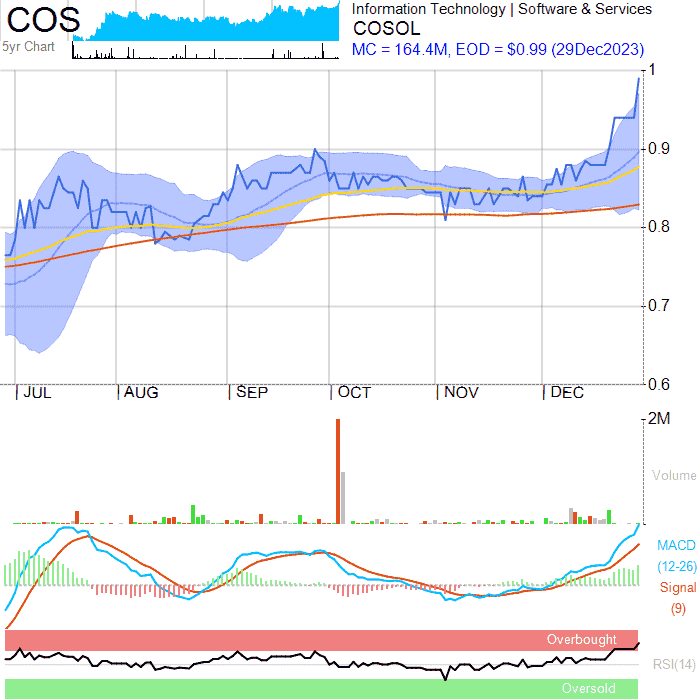 COS
5yr Chart
Information Technology | Software & Services
COSOL
MC = 164.4M, EOD = $0.99 (29Dec2023)
1
0.9
0.8
0.7
0.6
| JUL | AUG | SEP | OCT | NOV | DEC
2M
Volume
MACD
(12-26)
Signal
(9)
Overbought
RSI(14)
Oversold